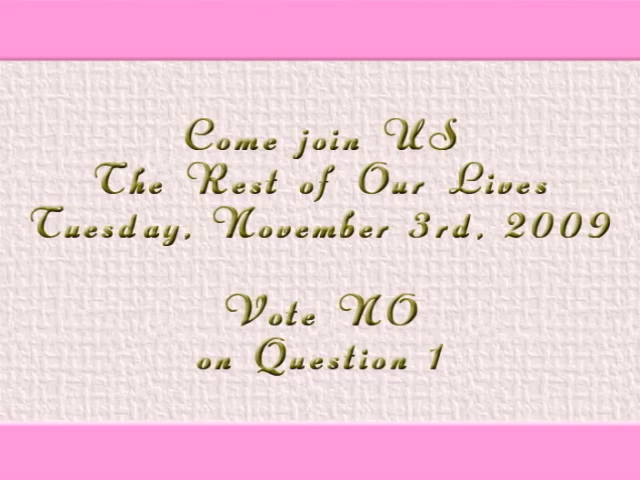 Come join US
The Rest of Our Lives
Tuesday, November 3rd, 2009
Vote NO
on Question 1